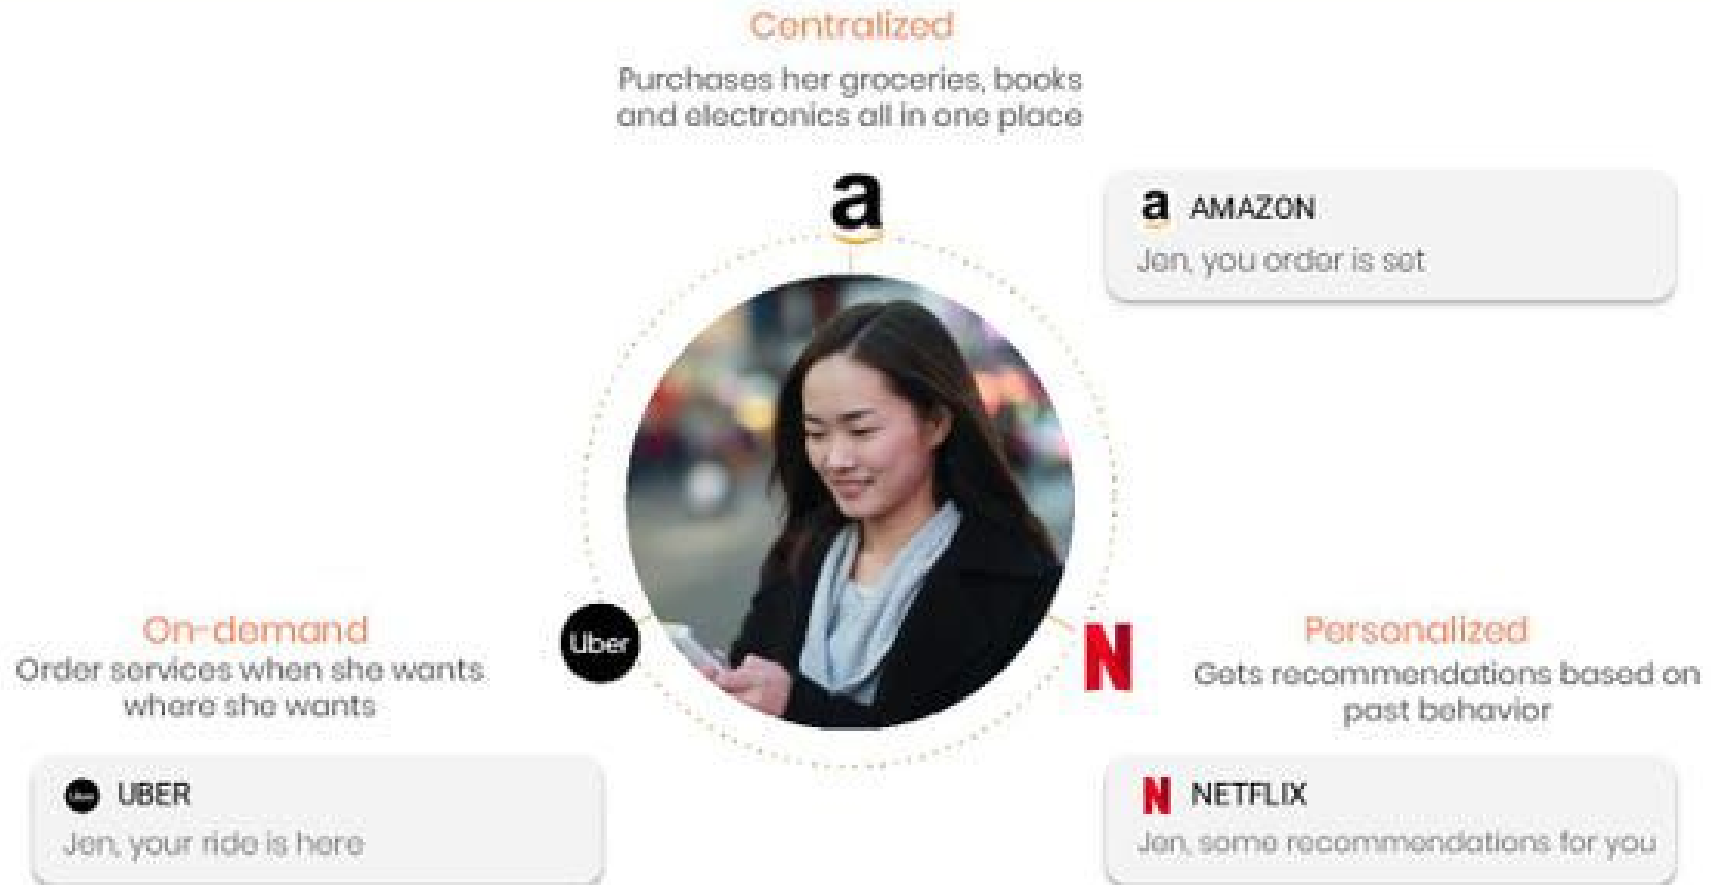 Centralized
Purchases her groceries, books
and electronics all in one place
a
a AMAZON
Jen, you order is set
Uber
N
On-demand
Order services when she wants
where she wants
Personalized
Gets recommendations based on
past behavior
UBER
Jen, your ride is here
N NETFLIX
Jen, some recommendations for you